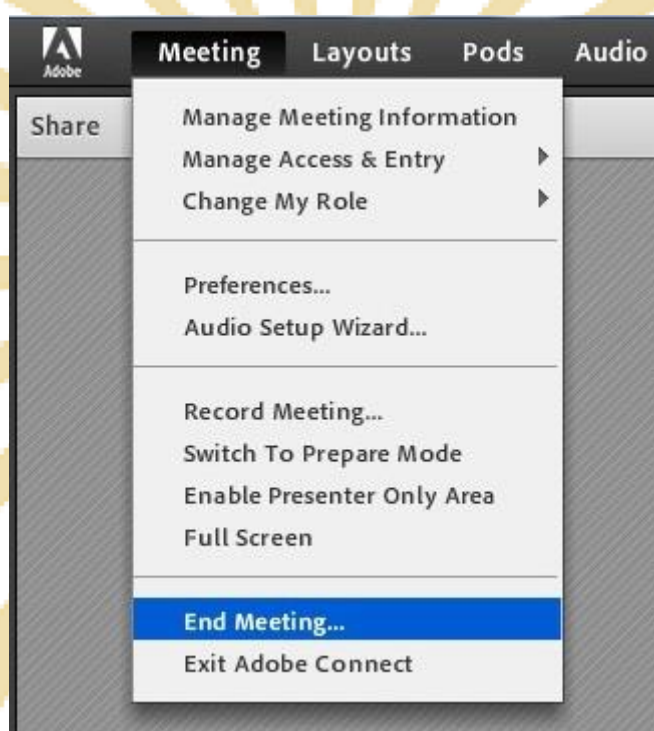 Adobe
Meeting Layouts Pods Audio
Share
Manage Meeting Information
Manage Access & Entry
Change My Role
Preferences...
Audio Setup Wizard...
Record Meeting...
Switch To Prepare Mode
Enable Presenter Only Area
Full Screen
End Meeting...
Exit Adobe Connect